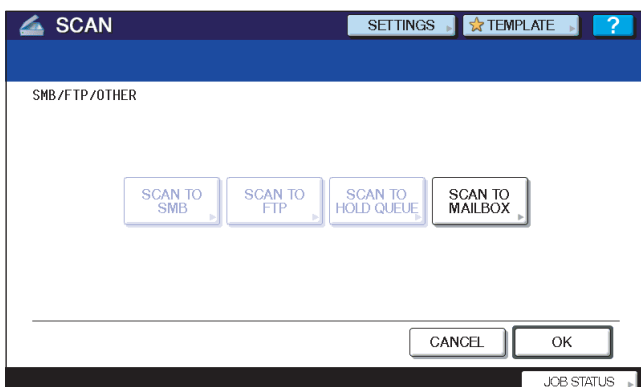 SCAN
SETTINGS
TEMPLATE
?
SMB/FTP/OTHER
SCAN TO
SMB
SCAN TO
FTP
SCAN TO
HOLD QUEUE
SCAN TO
MAILBOX
CANCEL
OK
JOB STATUS